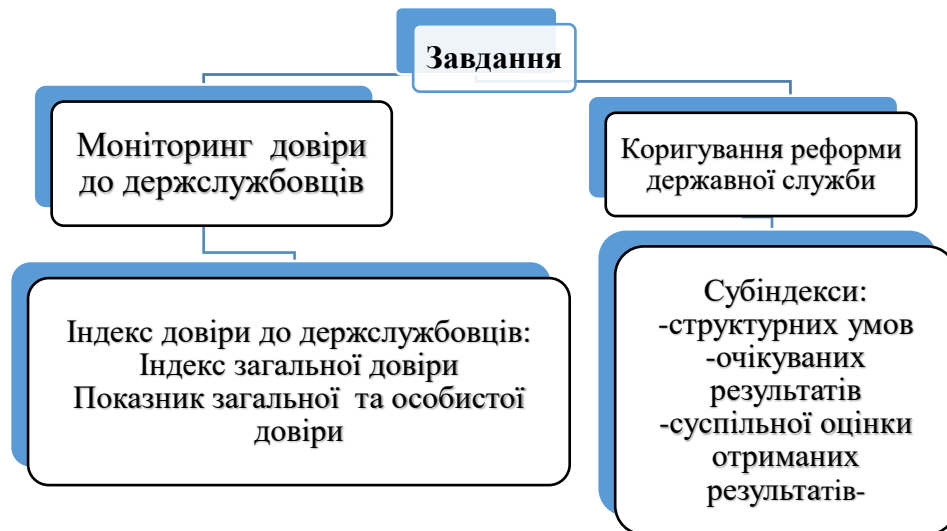 Завдання
Моніторинг довіри
до держслужбовців
Коригування реформи
державної служби
Індекс довіри до держслужбовців:
Індекс загальної довіри
Показник загальної та особистої
довіри
Субіндекси:
-структурних умов
-очікуваних
результатів
-суспільної оцінки
отриманих
результатів-